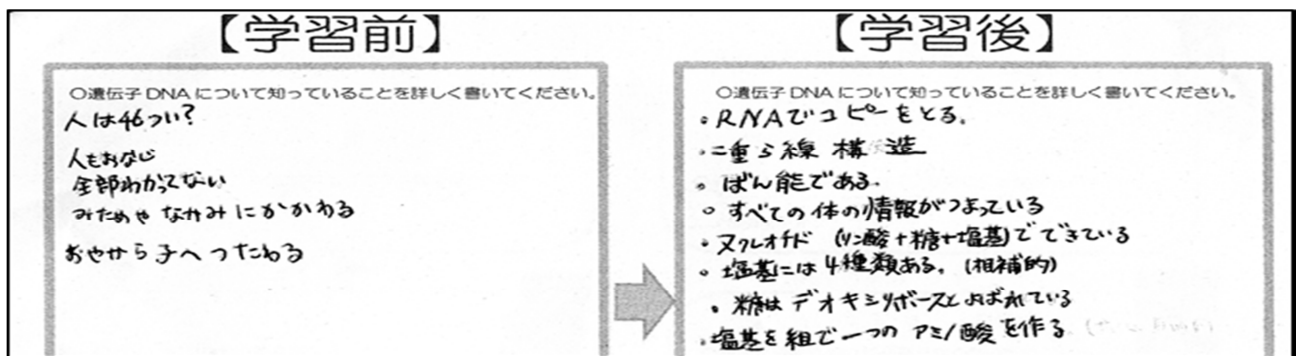 【学習前】
○遺伝子 DNA について知っていることを詳しく書いてください。
人は46つい?
人もおなじ
全部わかってない
みためや なかみ にかかわる
おやから子へ つたわる
【学習後】
○遺伝子 DNA について知っていることを詳しく書いてください。
・RNAでコピーをとる。
・二重らせん構造
・ばん能である。
・すべての体の情報がつまっている
・ヌクレオチド (リン酸+糖+塩基)でできている
・塩基には4種類ある。(相補的)
・糖は デオキシリボースとよばれている
・塩基 組で一つの アミノ酸 を作る